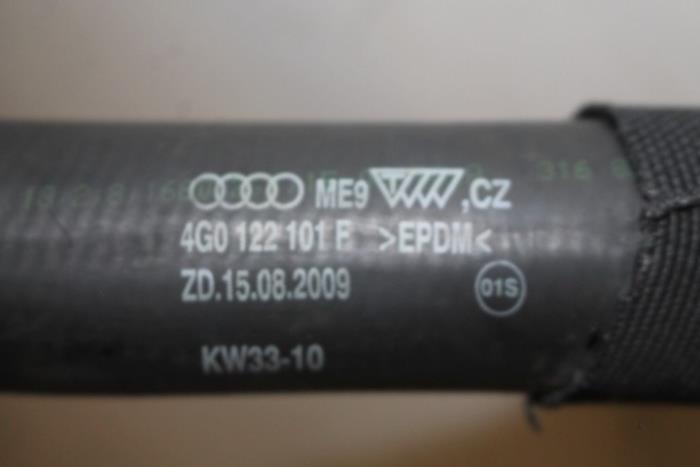 ME9 ,CZ
4G0 122 101 >EPDM<
ZD.15.08.2009 01S
KW33-10